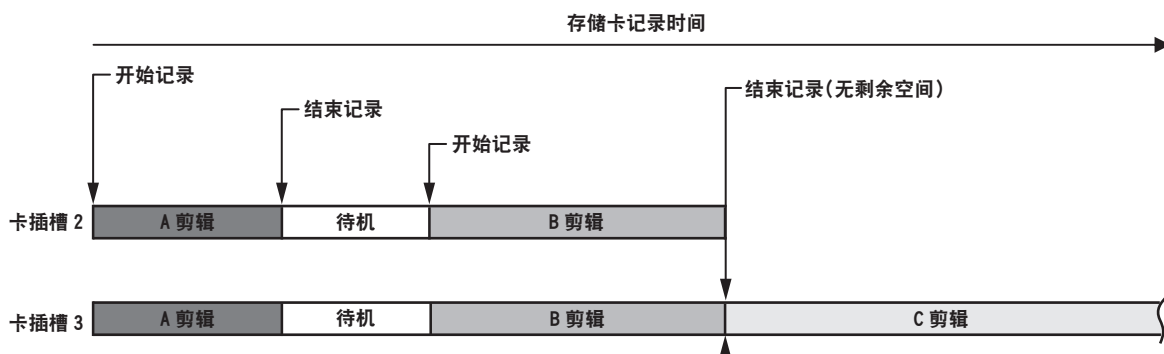 存储卡记录时间
开始记录
结束记录(无剩余空间)
结束记录
开始记录
卡插槽 2
A 剪辑
待机
B 剪辑
卡插槽 3
A 剪辑
待机
B 剪辑
C 剪辑